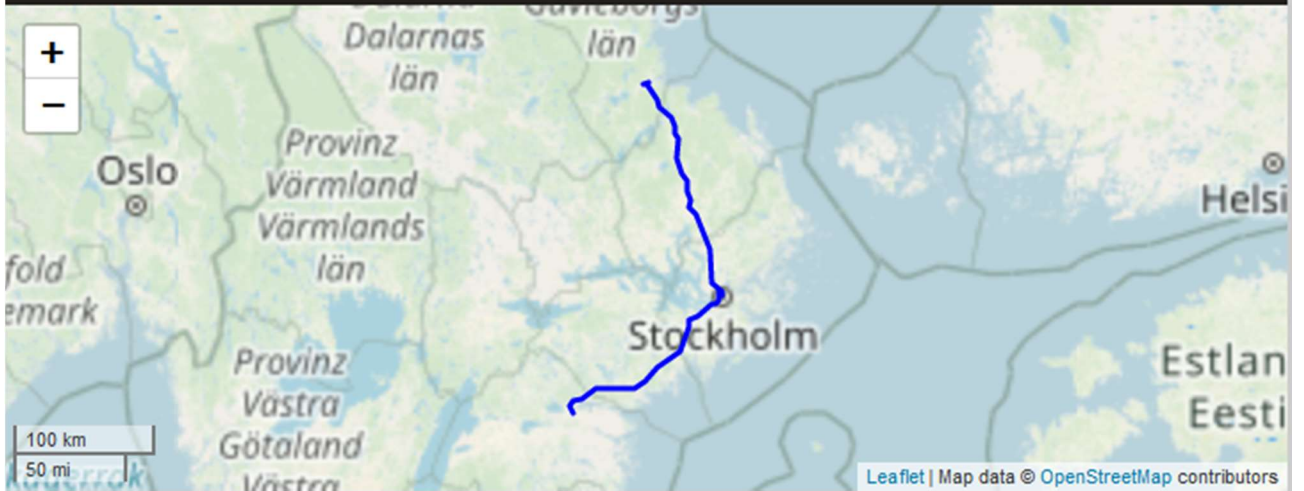 +
−
Dalarnas
län
Gävleborgs
län
Oslo
Provinz
Värmland
Värmlands
län
Helsi
fold
emark
Stockholm
Provinz
Västra
Götaland
Västra
Estlan
Eesti
100 km
50 mi
Leaflet | Map data © OpenStreetMap contributors